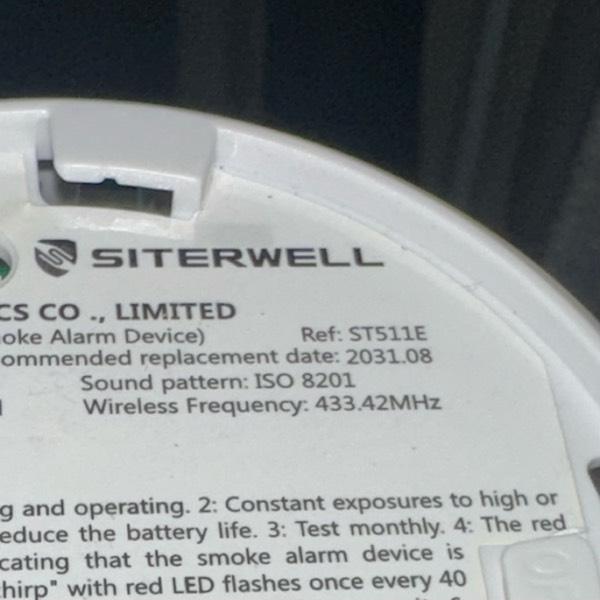 SITERWELL
CS CO ., LIMITED
oke Alarm Device) Ref: ST511E
ommended replacement date: 2031.08
Sound pattern: ISO 8201
Wireless Frequency: 433.42MHz
g and operating. 2: Constant exposures to high or
educe the battery life. 3: Test monthly. 4: The red
cating that the smoke alarm device is
hirp" with red LED flashes once every 40